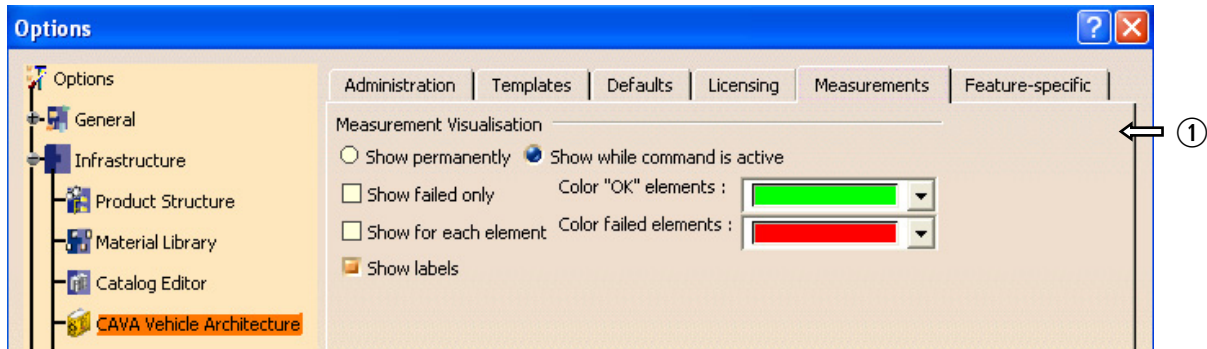 Options
Options
General
Infrastructure
Product Structure
Material Library
Catalog Editor
CAVA Vehicle Architecture
Administration Templates Defaults Licensing Measurements Feature-specific
Measurement Visualisation
Show permanently Show while command is active
Show failed only Color "OK" elements :
Show for each element Color failed elements :
Show labels
①